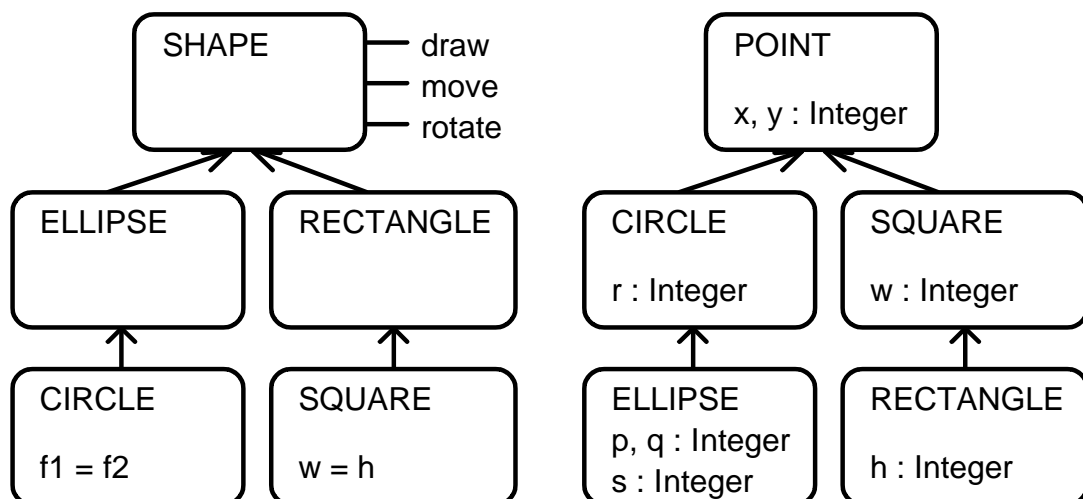 SHAPE
draw
move
rotate
ELLIPSE
RECTANGLE
CIRCLE
f1 = f2
SQUARE
w = h
POINT
x, y : Integer
CIRCLE
r : Integer
SQUARE
w : Integer
ELLIPSE
p, q : Integer
s : Integer
RECTANGLE
h : Integer